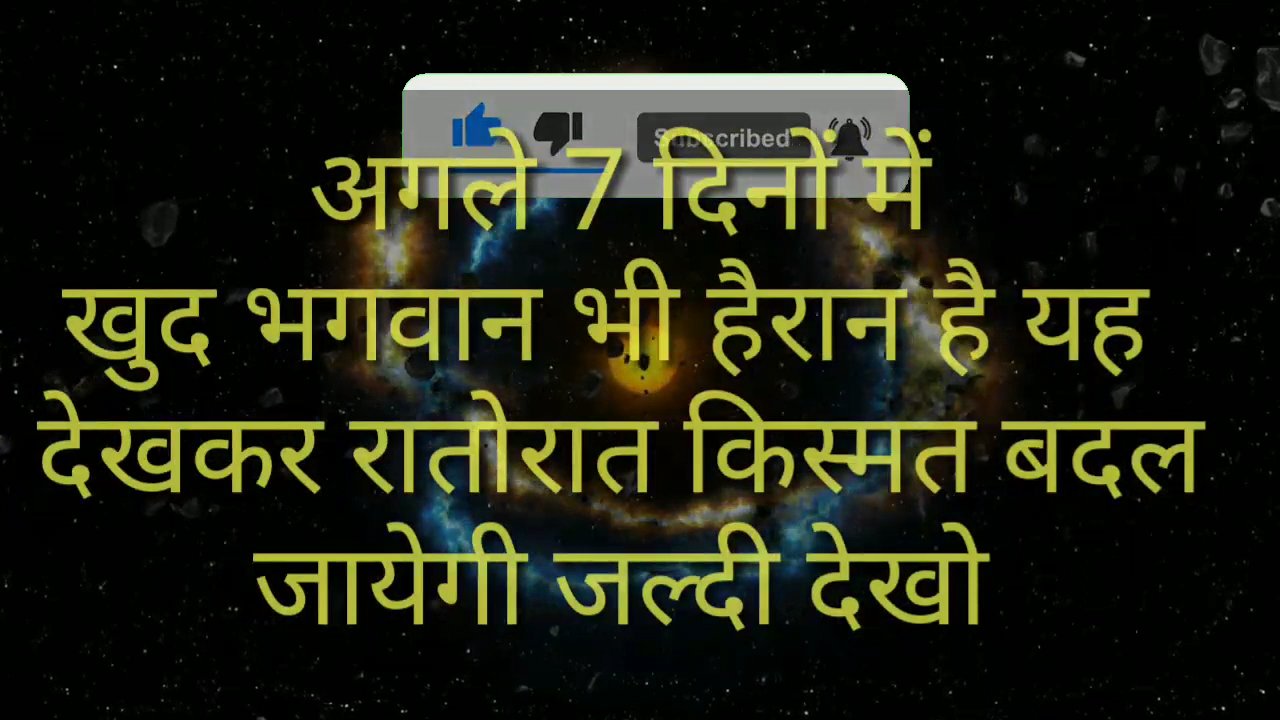 Subscribed
अगले 7 दिनों में
खुद भगवान भी हैरान है यह
देखकर रातोरात किस्मत बदल
जायेगी जल्दी देखो